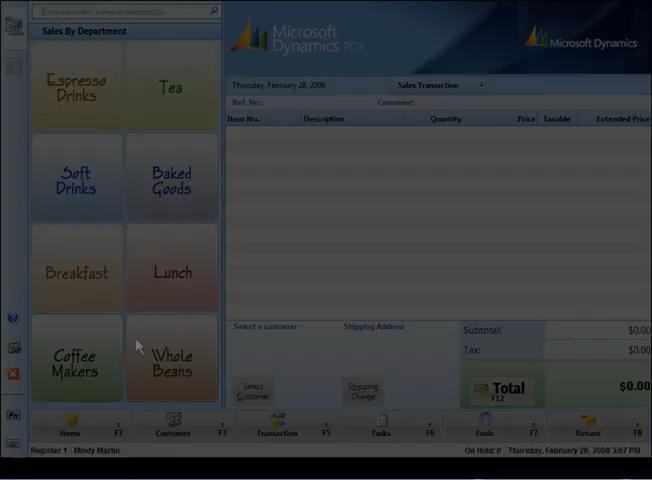 Sales By Department
Espresso
Drinks
Tea
Soft
Drinks
Baked
Goods
Breakfast
Lunch
Coffee
Makers
Whole
Beans
Microsoft
Dynamics POS
Microsoft Dynamics
Thursday, February 28, 2008
Sales Transaction
Ref. No.:
Comment:
Item No.
Description
Quantity
Price
Taxable
Extended Price
Select a customer
Shipping Address
Subtotal:
$0.00
Tax:
$0.00
Select
Customer
Shipping
Charge
Total
F12
$0.00
Items
F2
Customer
F3
Transaction
F5
Tasks
F6
Tools
F7
Return
F8
Fn
Register 1 - Mindy Martin
On Hold: 0
Thursday, February 28, 2008 3:07 PM